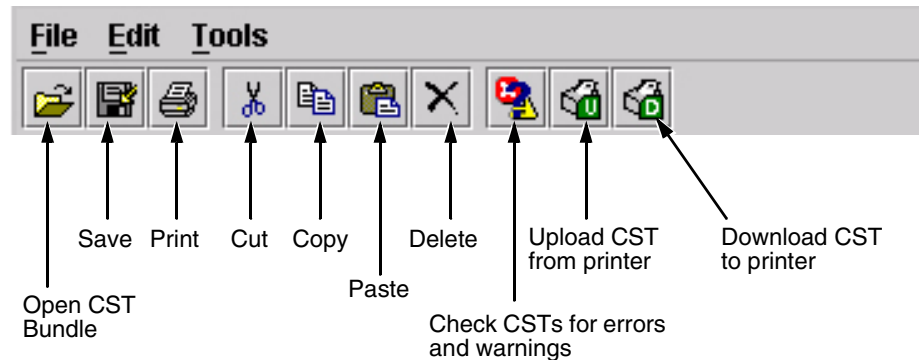 File Edit Tools
U D
Save Print Cut Copy Delete Upload CST Download CST
from printer to printer
Paste
Open CST
Bundle
Check CSTs for errors
and warnings